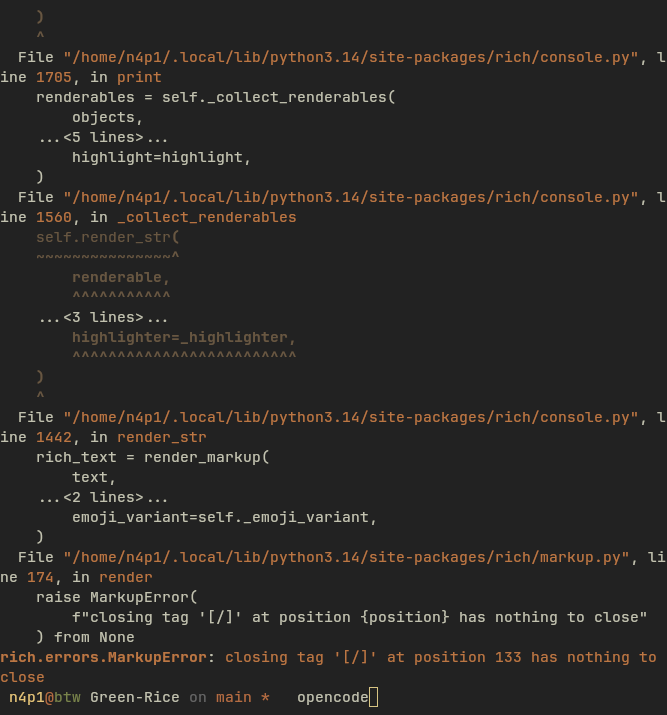 )
    ^
  File "/home/n4p1/.local/lib/python3.14/site-packages/rich/console.py", l
ine 1705, in print
    renderables = self._collect_renderables(
        objects,
    ...<5 lines>...
        highlight=highlight,
    )
  File "/home/n4p1/.local/lib/python3.14/site-packages/rich/console.py", l
ine 1560, in _collect_renderables
    self.render_str(
    ~~~~~~~~~~~~~~~^
        renderable,
        ^^^^^^^^^^^
    ...<3 lines>...
        highlighter=_highlighter,
        ^^^^^^^^^^^^^^^^^^^^^^^^^
    )
    ^
  File "/home/n4p1/.local/lib/python3.14/site-packages/rich/console.py", l
ine 1442, in render_str
    rich_text = render_markup(
        text,
    ...<2 lines>...
        emoji_variant=self._emoji_variant,
    )
  File "/home/n4p1/.local/lib/python3.14/site-packages/rich/markup.py", li
ne 174, in render
    raise MarkupError(
        f"closing tag '[/]' at position {position} has nothing to close"
    ) from None
rich.errors.MarkupError: closing tag '[/]' at position 133 has nothing to
close
 n4p1@btw Green-Rice on main *   opencode